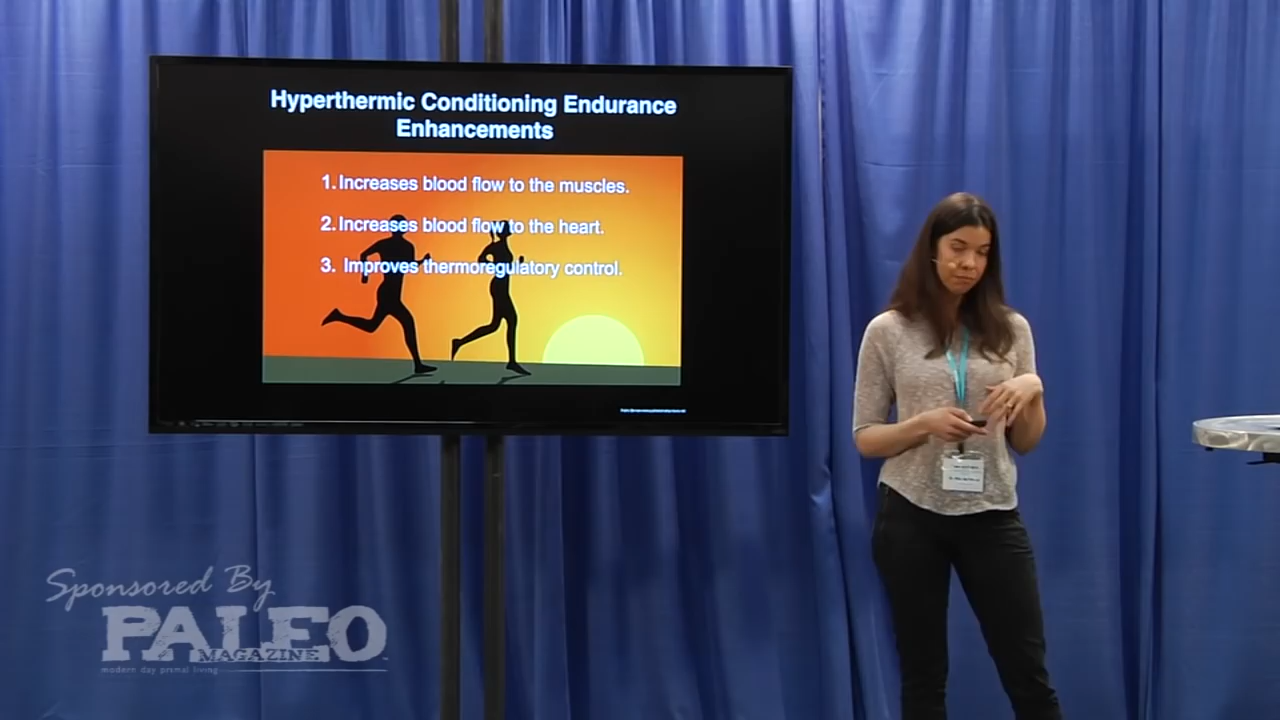 Hyperthermic Conditioning Endurance
Enhancements
1. Increases blood flow to the muscles.
2. Increases blood flow to the heart.
3. Improves thermoregulatory control.
Sponsored By
PALEO
MAGAZINE
modern day primal living